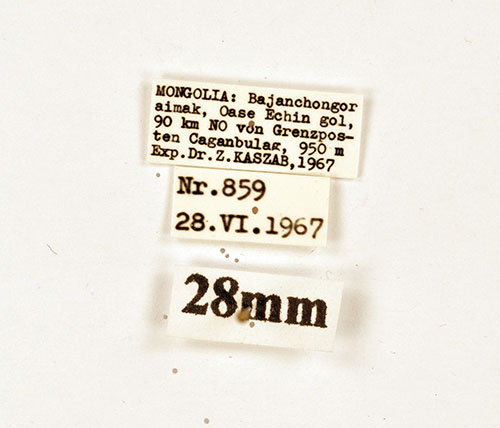 MONGOLIA: Bajanchongor
aimak, Oase Echin gol,
90 km NO von Grenzpos-
ten Caganbulag, 950 m
Exp.Dr.Z.KASZAB,1967
Nr.859
28.VI.1967
28mm